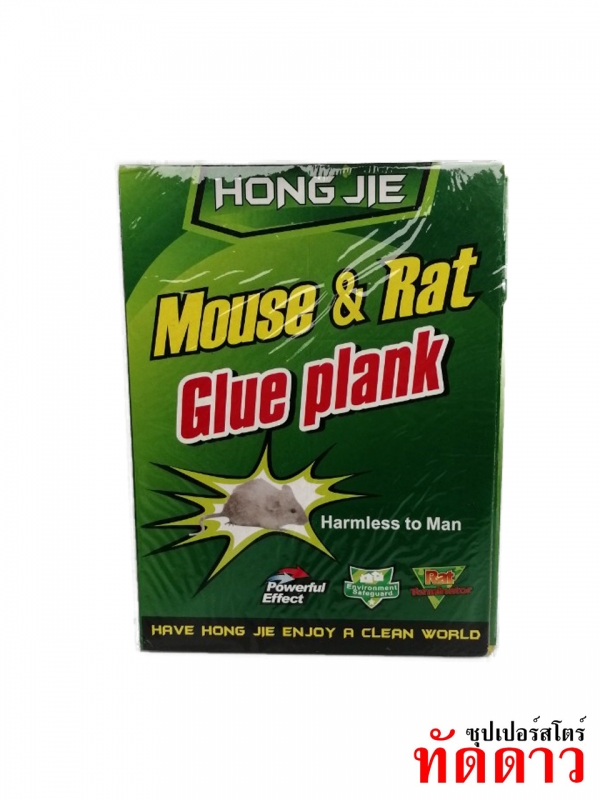 HONG JIE
Mouse & Rat
Glue plank
Harmless to Man
Powerful
Effect
Environment
Safeguard
Rat
Terminator
HAVE HONG JIE ENJOY A CLEAN WORLD
ซุปเปอร์สโตร์
ทัดดาว